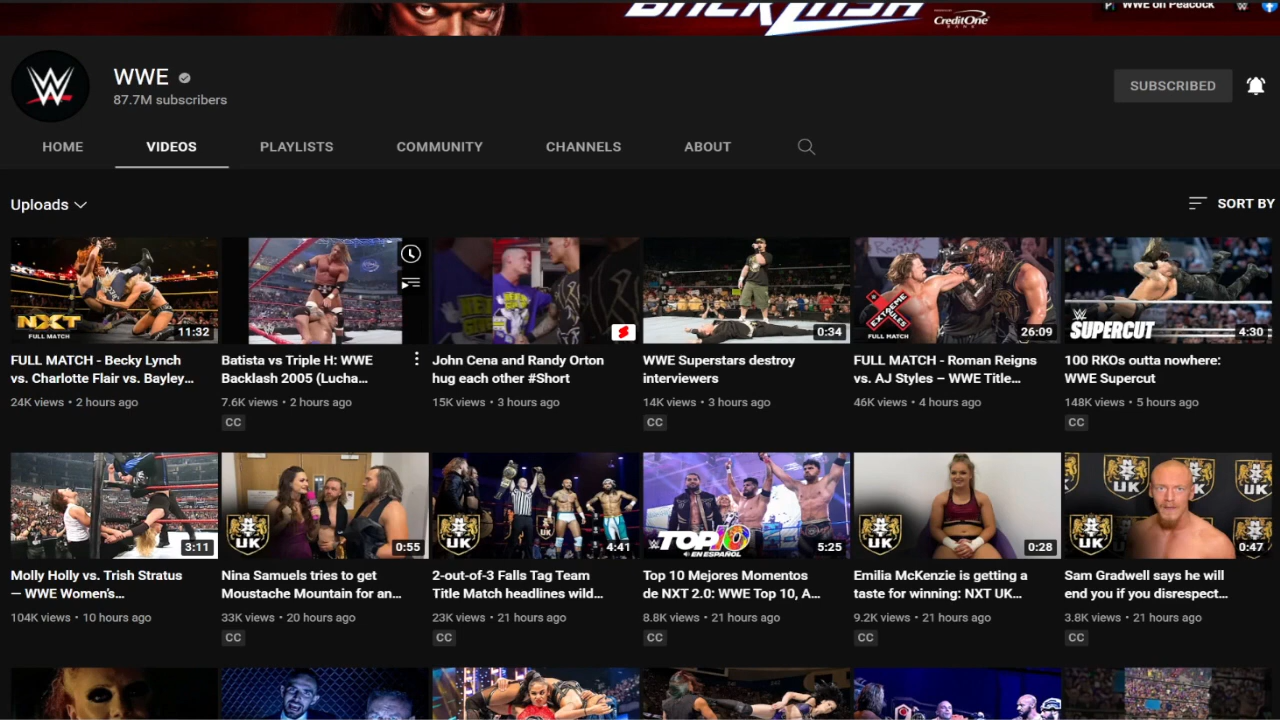 BACKLASH
CreditOne
BANK
WWE on Peacock
WWE
87.7M subscribers
SUBSCRIBED
HOME
VIDEOS
PLAYLISTS
COMMUNITY
CHANNELS
ABOUT
Uploads
SORT BY
NXT
FULL MATCH
11:32
0:34
EXTREME
RULES
FULL MATCH
26:09
SUPERCUT
4:30
FULL MATCH - Becky Lynch
vs. Charlotte Flair vs. Bayley...
24K views • 2 hours ago
Batista vs Triple H: WWE
Backlash 2005 (Lucha...
7.6K views • 2 hours ago
CC
John Cena and Randy Orton
hug each other #Short
15K views • 3 hours ago
WWE Superstars destroy
interviewers
14K views • 3 hours ago
CC
FULL MATCH - Roman Reigns
vs. AJ Styles – WWE Title...
46K views • 4 hours ago
100 RKOs outta nowhere:
WWE Supercut
148K views • 5 hours ago
CC
3:11
UK
0:55
UK
4:41
TOP10
EN ESPAÑOL
5:25
UK
0:28
UK
UK
UK
0:47
Molly Holly vs. Trish Stratus
— WWE Women's...
104K views • 10 hours ago
Nina Samuels tries to get
Moustache Mountain for an...
33K views • 20 hours ago
CC
2-out-of-3 Falls Tag Team
Title Match headlines wild...
23K views • 21 hours ago
CC
Top 10 Mejores Momentos
de NXT 2.0: WWE Top 10, A...
8.8K views • 21 hours ago
CC
Emilia McKenzie is getting a
taste for winning: NXT UK...
9.2K views • 21 hours ago
CC
Sam Gradwell says he will
end you if you disrespect...
3.8K views • 21 hours ago
CC